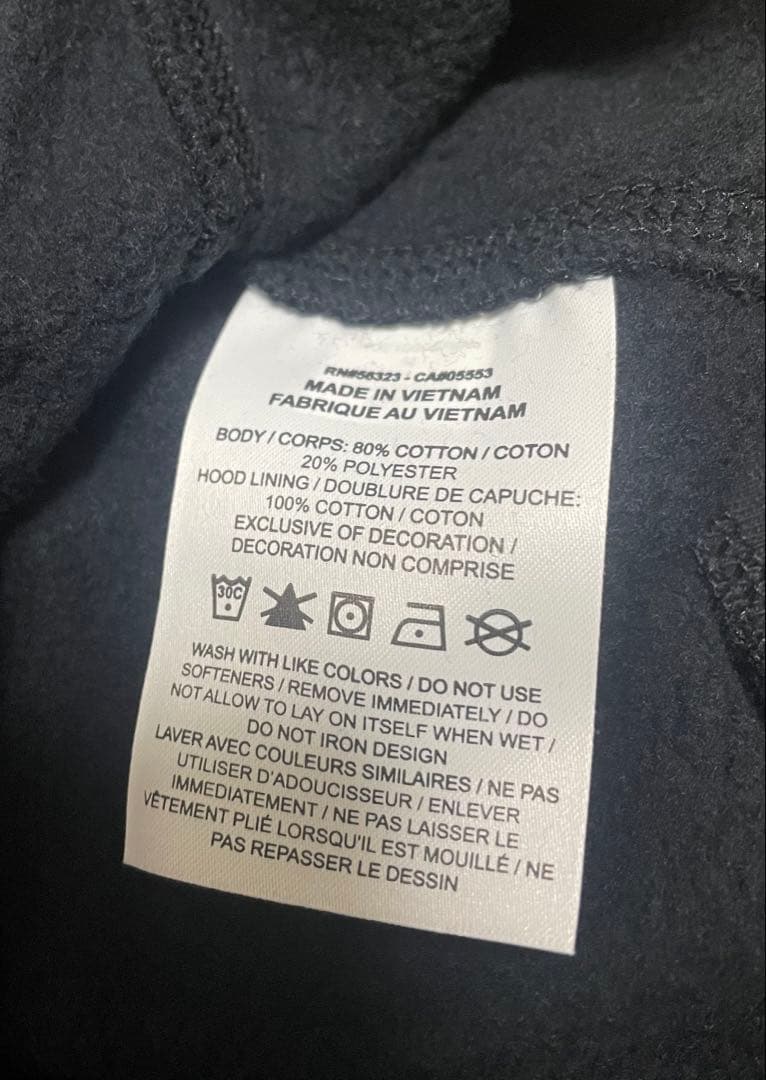 RN#56323 - CA#05553
MADE IN VIETNAM
FABRIQUE AU VIETNAM
BODY / CORPS: 80% COTTON / COTON
20% POLYESTER
HOOD LINING / DOUBLURE DE CAPUCHE:
100% COTTON / COTON
EXCLUSIVE OF DECORATION /
DECORATION NON COMPRISE
30C
WASH WITH LIKE COLORS / DO NOT USE
SOFTENERS / REMOVE IMMEDIATELY / DO
NOT ALLOW TO LAY ON ITSELF WHEN WET /
DO NOT IRON DESIGN
LAVER AVEC COULEURS SIMILAIRES / NE PAS
UTILISER D'ADOUCISSEUR / ENLEVER
IMMEDIATEMENT / NE PAS LAISSER LE
VÊTEMENT PLIÉ LORSQU'IL EST MOUILLÉ / NE
PAS REPASSER LE DESSIN